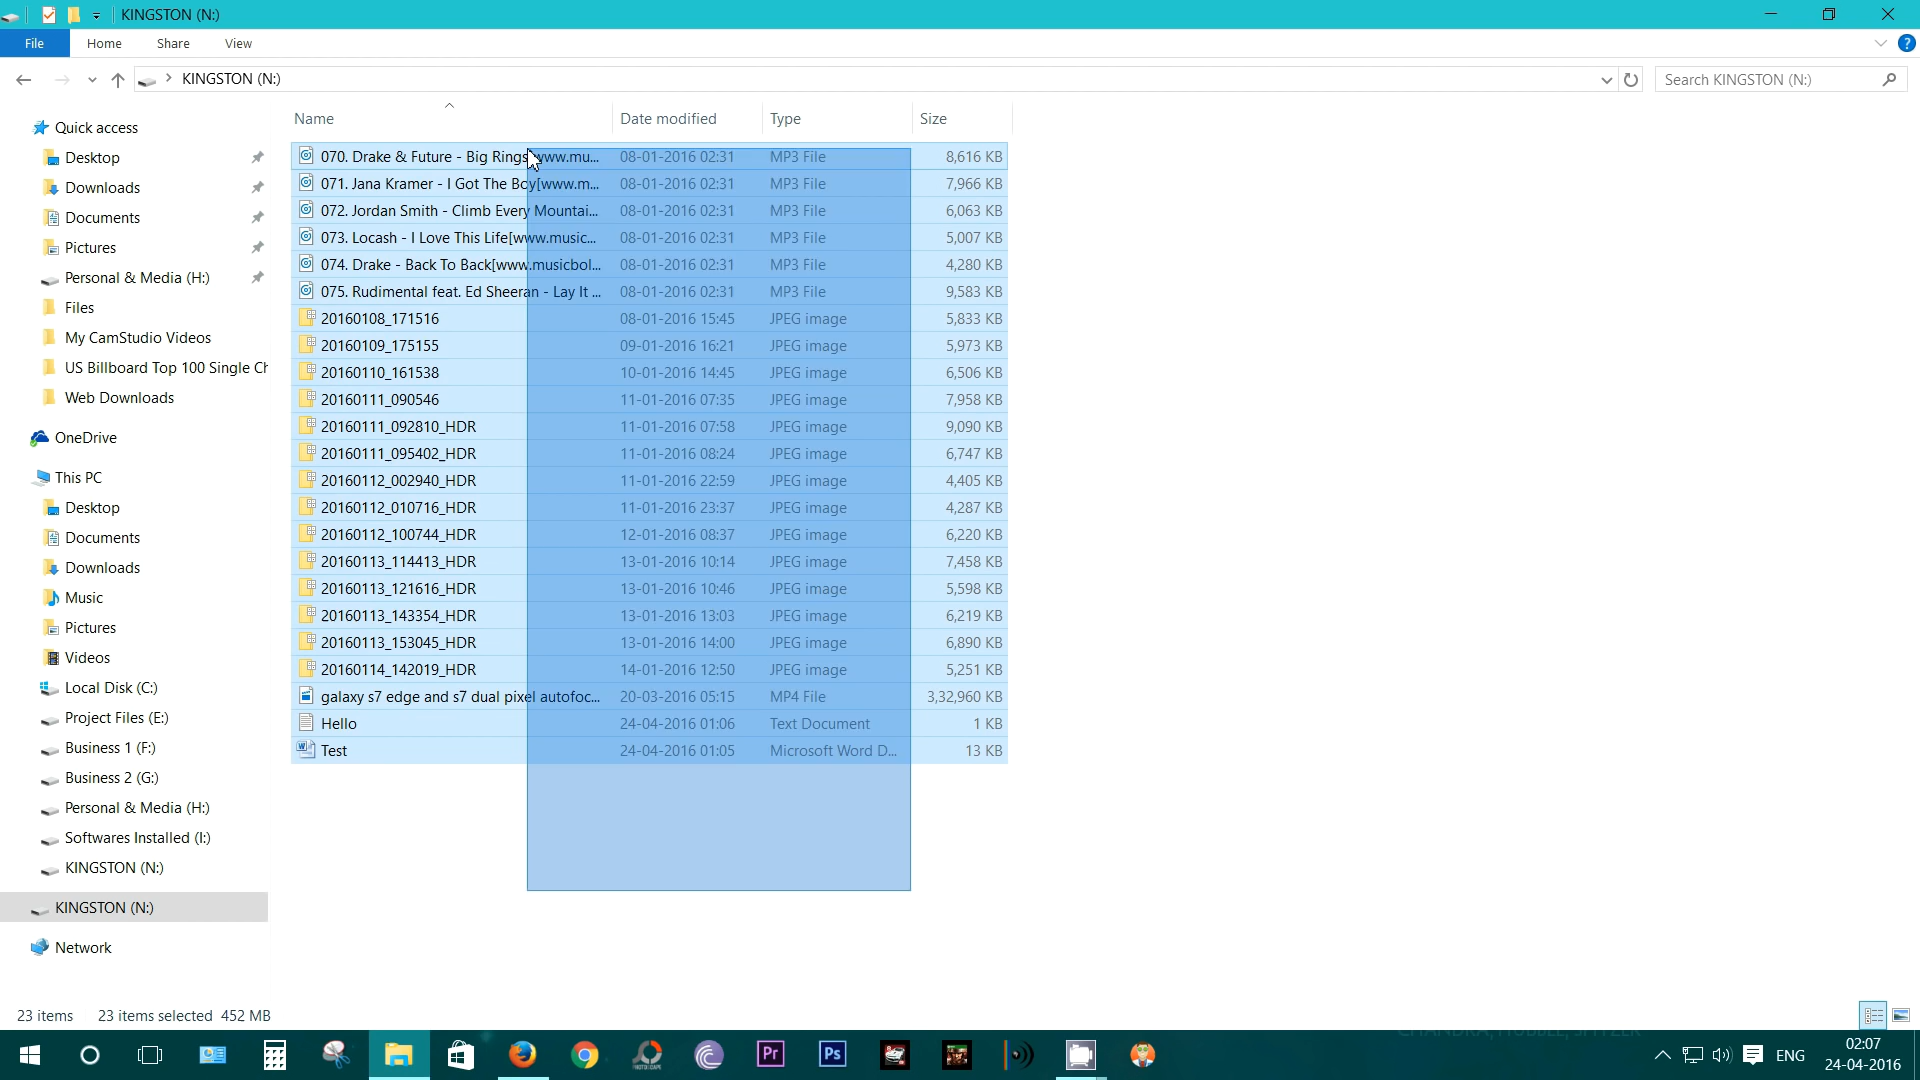 KINGSTON (N:)
File Home Share View
KINGSTON (N:)
Search KINGSTON (N:)
Quick access
Desktop
Downloads
Documents
Pictures
Personal & Media (H:)
Files
My CamStudio Videos
US Billboard Top 100 Single Ch
Web Downloads
OneDrive
This PC
Desktop
Documents
Downloads
Music
Pictures
Videos
Local Disk (C:)
Project Files (E:)
Business 1 (F:)
Business 2 (G:)
Personal & Media (H:)
Softwares Installed (I:)
KINGSTON (N:)
KINGSTON (N:)
Network
Name Date modified Type Size
070. Drake & Future - Big Rings[www.mu... 08-01-2016 02:31 MP3 File 8,616 KB
071. Jana Kramer - I Got The Boy[www.m... 08-01-2016 02:31 MP3 File 7,966 KB
072. Jordan Smith - Climb Every Mountai... 08-01-2016 02:31 MP3 File 6,063 KB
073. Locash - I Love This Life[www.music... 08-01-2016 02:31 MP3 File 5,007 KB
074. Drake - Back To Back[www.musicbol... 08-01-2016 02:31 MP3 File 4,280 KB
075. Rudimental feat. Ed Sheeran - Lay It ... 08-01-2016 02:31 MP3 File 9,583 KB
20160108_171516 08-01-2016 15:45 JPEG image 5,833 KB
20160109_175155 09-01-2016 16:21 JPEG image 5,973 KB
20160110_161538 10-01-2016 14:45 JPEG image 6,506 KB
20160111_090546 11-01-2016 07:35 JPEG image 7,958 KB
20160111_092810_HDR 11-01-2016 07:58 JPEG image 9,090 KB
20160111_095402_HDR 11-01-2016 08:24 JPEG image 6,747 KB
20160112_002940_HDR 11-01-2016 22:59 JPEG image 4,405 KB
20160112_010716_HDR 11-01-2016 23:37 JPEG image 4,287 KB
20160112_100744_HDR 12-01-2016 08:37 JPEG image 6,220 KB
20160113_114413_HDR 13-01-2016 10:14 JPEG image 7,458 KB
20160113_121616_HDR 13-01-2016 10:46 JPEG image 5,598 KB
20160113_143354_HDR 13-01-2016 13:03 JPEG image 6,219 KB
20160113_153045_HDR 13-01-2016 14:00 JPEG image 6,890 KB
20160114_142019_HDR 14-01-2016 12:50 JPEG image 5,251 KB
galaxy s7 edge and s7 dual pixel autofoc... 20-03-2016 05:15 MP4 File 3,32,960 KB
Hello 24-04-2016 01:06 Text Document 1 KB
Test 24-04-2016 01:05 Microsoft Word D... 13 KB
23 items 23 items selected 452 MB
Pr Ps ENG 02:07
24-04-2016